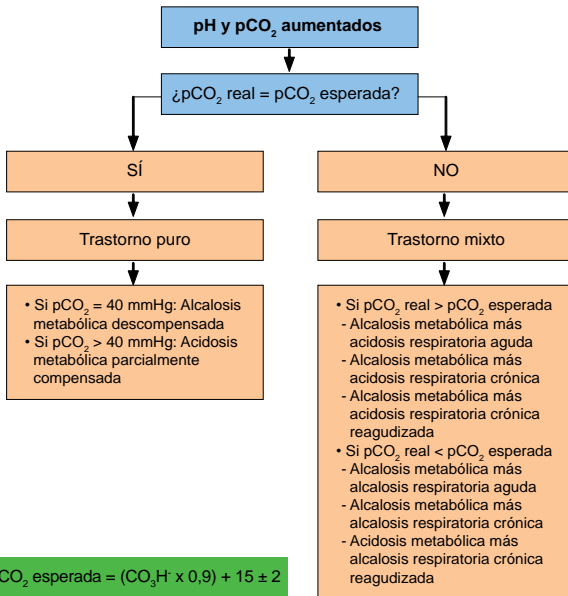 pH y pCO₂ aumentados
¿pCO₂ real = pCO₂ esperada?
SÍ
NO
Trastorno puro
Trastorno mixto
• Si pCO₂ = 40 mmHg: Alcalosis
metabólica descompensada
• Si pCO₂ > 40 mmHg: Acidosis
metabólica parcialmente
compensada
• Si pCO₂ real > pCO₂ esperada
- Alcalosis metabólica más
acidosis respiratoria aguda
- Alcalosis metabólica más
acidosis respiratoria crónica
- Alcalosis metabólica más
acidosis respiratoria crónica
reagudizada
• Si pCO₂ real < pCO₂ esperada
- Alcalosis metabólica más
alcalosis respiratoria aguda
- Alcalosis metabólica más
alcalosis respiratoria crónica
- Acidosis metabólica más
alcalosis respiratoria crónica
reagudizada
CO₂ esperada = (CO₃H⁻ x 0,9) + 15 ± 2